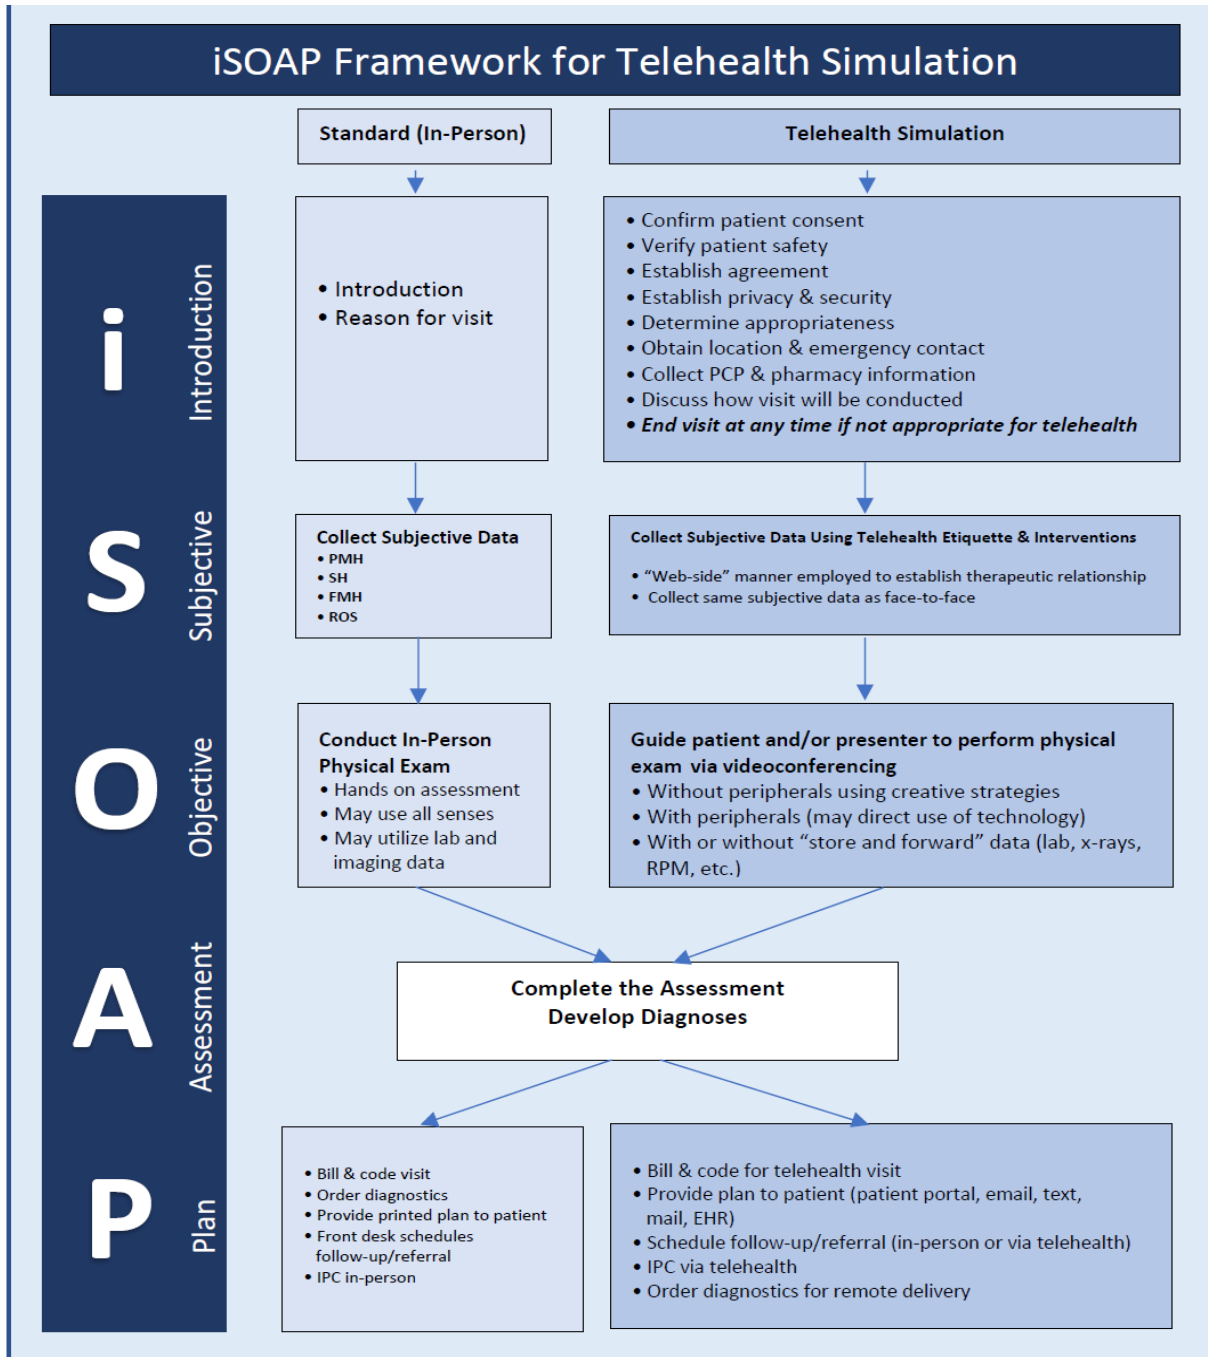 iSOAP Framework for Telehealth Simulation
Standard (In-Person)
Telehealth Simulation
i
Introduction
• Introduction
• Reason for visit
• Confirm patient consent
• Verify patient safety
• Establish agreement
• Establish privacy & security
• Determine appropriateness
• Obtain location & emergency contact
• Collect PCP & pharmacy information
• Discuss how visit will be conducted
• End visit at any time if not appropriate for telehealth
S
Subjective
Collect Subjective Data
• PMH
• SH
• FMH
• ROS
Collect Subjective Data Using Telehealth Etiquette & Interventions
• “Web-side” manner employed to establish therapeutic relationship
• Collect same subjective data as face-to-face
O
Objective
Conduct In-Person
Physical Exam
• Hands on assessment
• May use all senses
• May utilize lab and
imaging data
Guide patient and/or presenter to perform physical
exam via videoconferencing
• Without peripherals using creative strategies
• With peripherals (may direct use of technology)
• With or without “store and forward” data (lab, x-rays,
RPM, etc.)
A
Assessment
Complete the Assessment
Develop Diagnoses
P
Plan
• Bill & code visit
• Order diagnostics
• Provide printed plan to patient
• Front desk schedules
follow-up/referral
• IPC in-person
• Bill & code for telehealth visit
• Provide plan to patient (patient portal, email, text,
mail, EHR)
• Schedule follow-up/referral (in-person or via telehealth)
• IPC via telehealth
• Order diagnostics for remote delivery